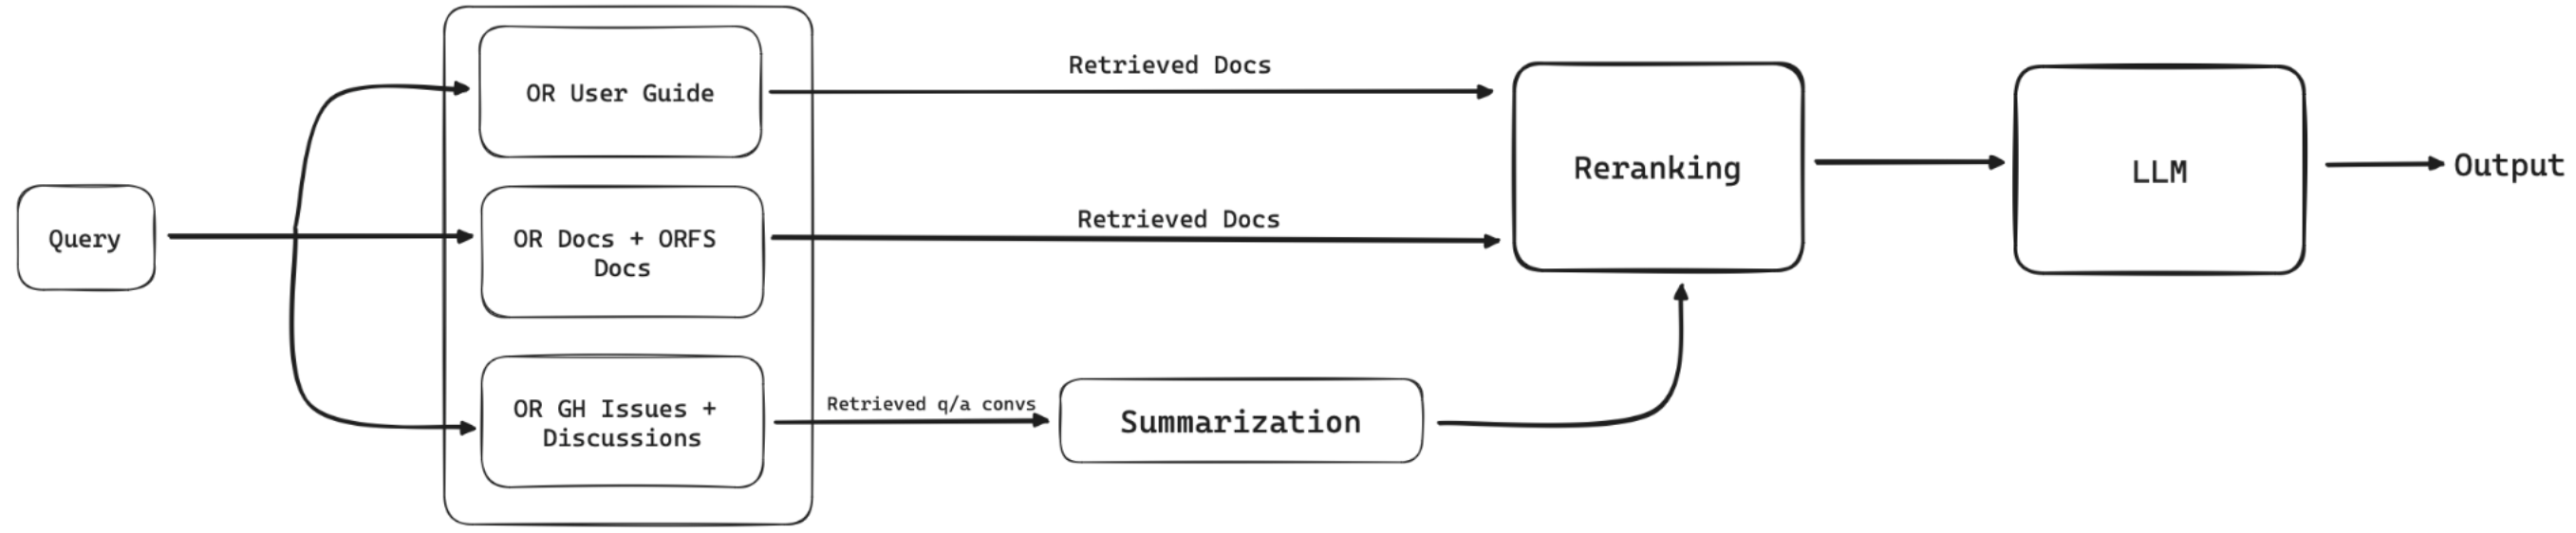 Query
OR User Guide
OR Docs + ORFS
Docs
OR GH Issues +
Discussions
Retrieved Docs
Retrieved Docs
Retrieved q/a convs
Summarization
Reranking
LLM
Output